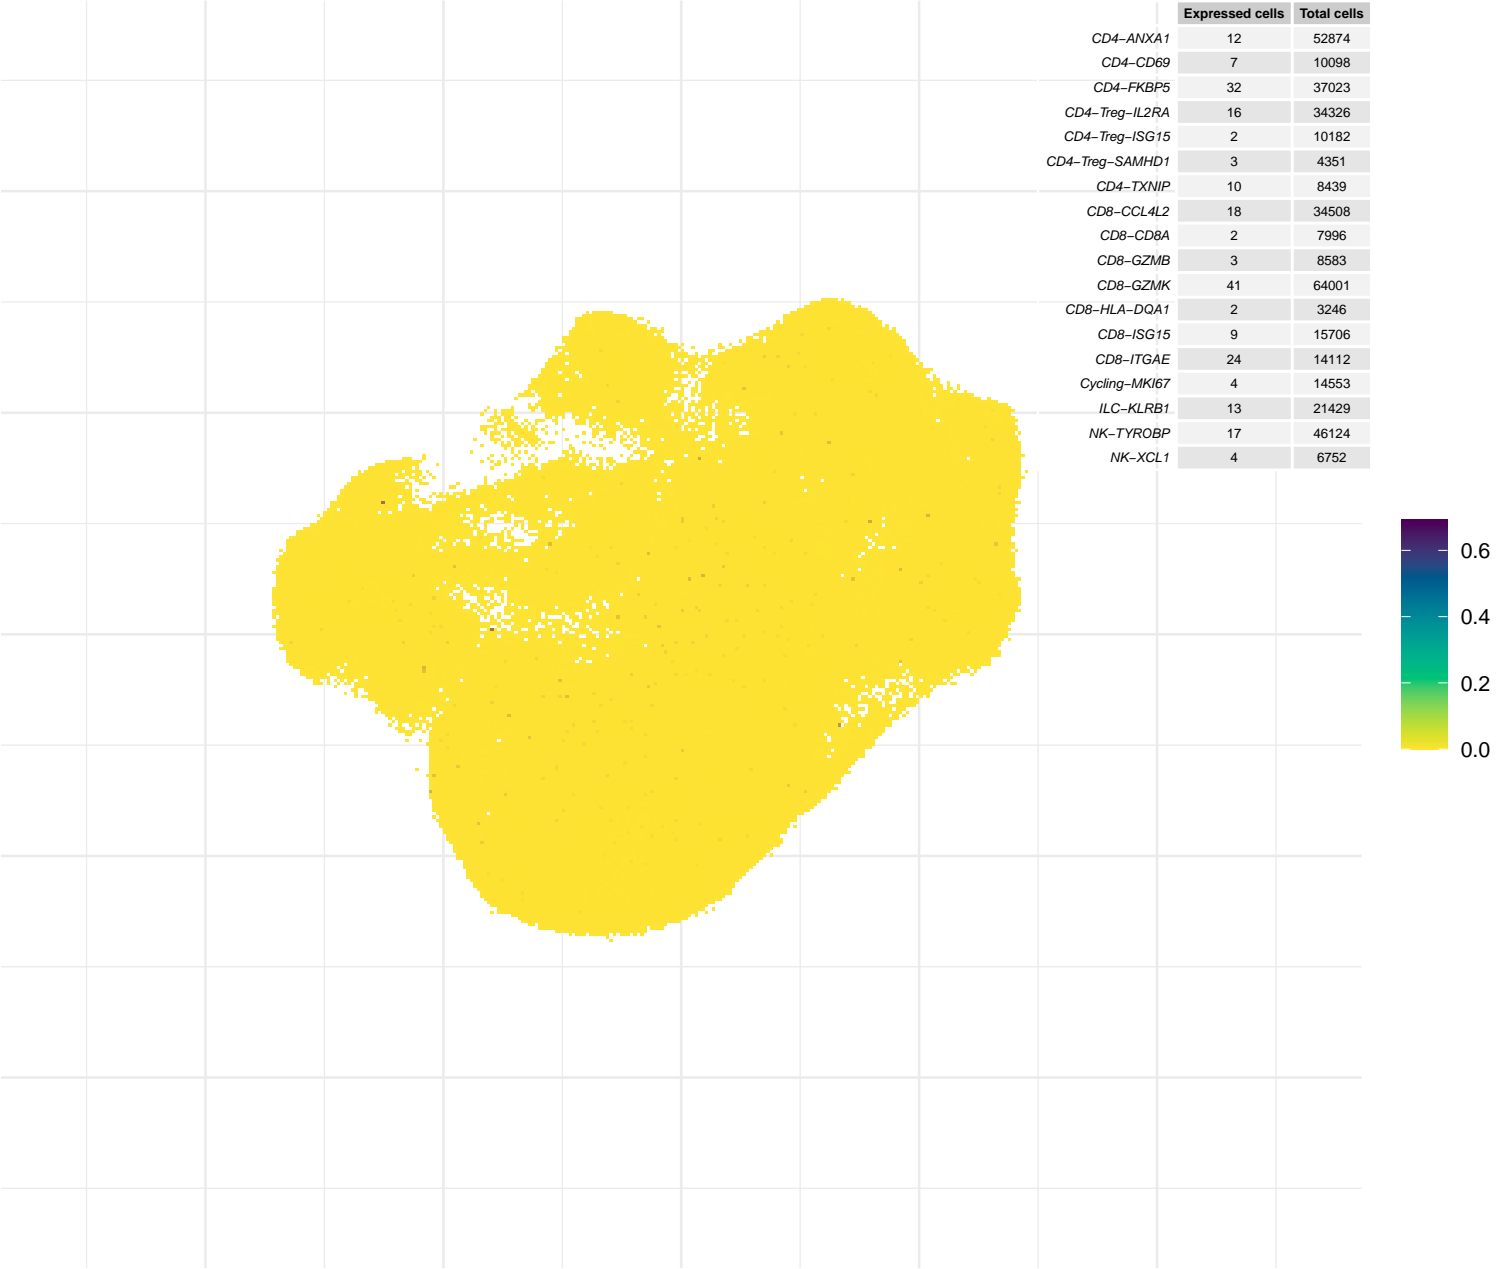 Expressed cells Total cells
CD4−ANXA1 12 52874
CD4−CD69 7 10098
CD4−FKBP5 32 37023
CD4−Treg−IL2RA 16 34326
CD4−Treg−ISG15 2 10182
CD4−Treg−SAMHD1 3 4351
CD4−TXNIP 10 8439
CD8−CCL4L2 18 34508
CD8−CD8A 2 7996
CD8−GZMB 3 8583
CD8−GZMK 41 64001
CD8−HLA−DQA1 2 3246
CD8−ISG15 9 15706
CD8−ITGAE 24 14112
Cycling−MKI67 4 14553
ILC−KLRB1 13 21429
NK−TYROBP 17 46124
NK−XCL1 4 6752
0.6
0.4
0.2
0.0